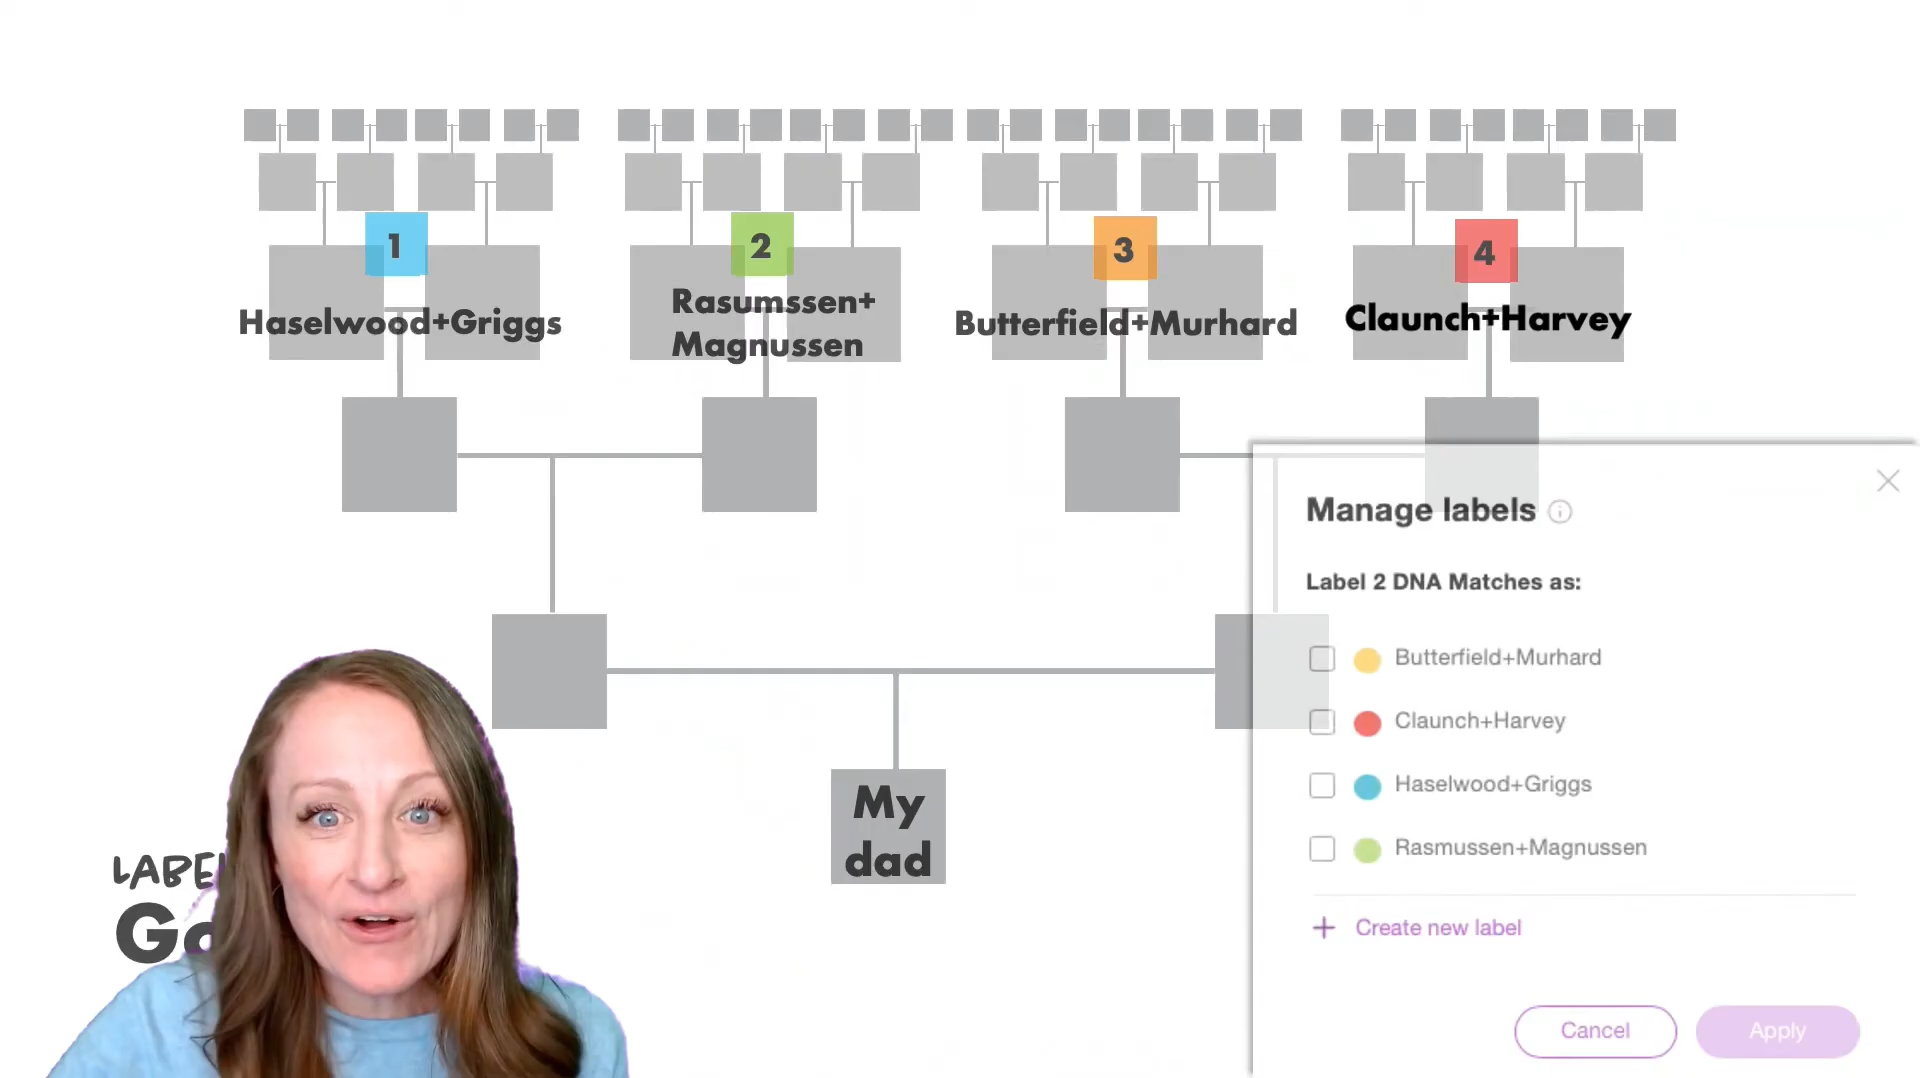 1
2
3
4
Haselwood+Griggs
Rasumssen+
Magnussen
Butterfield+Murhard
Claunch+Harvey
Manage labels
Label 2 DNA Matches as:
Butterfield+Murhard
Claunch+Harvey
Haselwood+Griggs
Rasmussen+Magnussen
Create new label
Cancel
Apply
My
dad